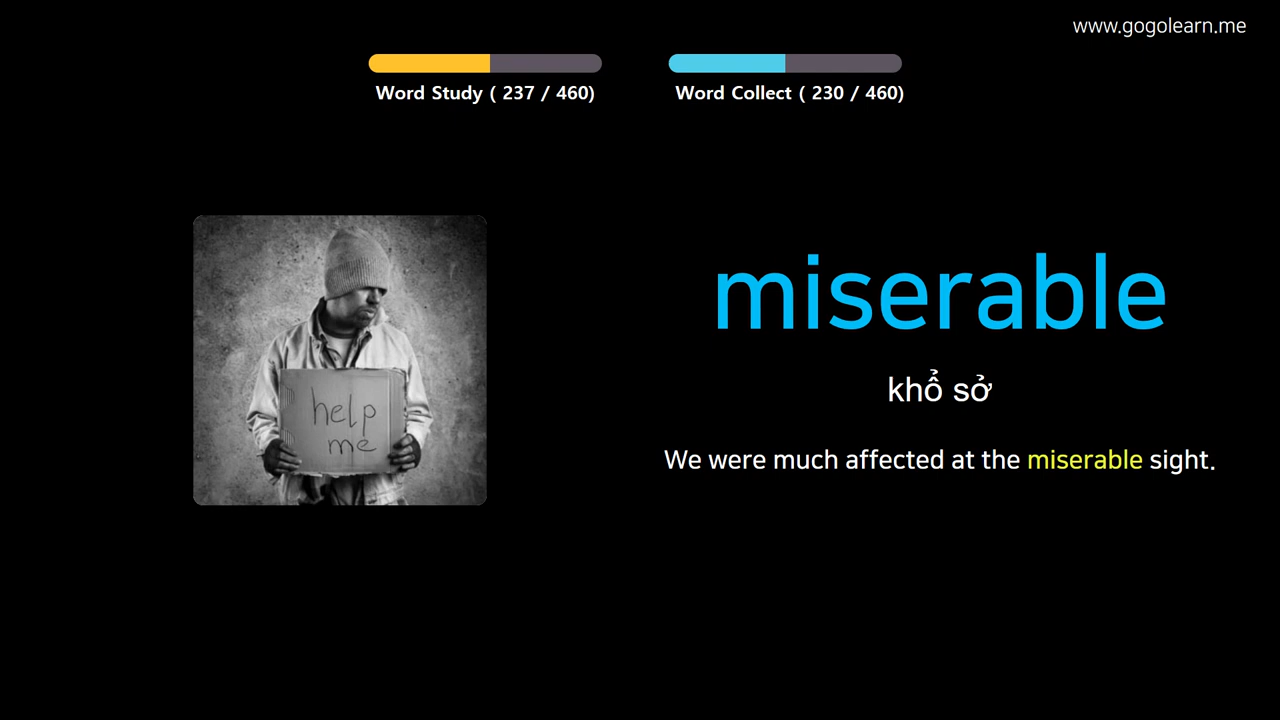 www.gogolearn.me
Word Study ( 237 / 460)
Word Collect ( 230 / 460)
help
me
miserable
khổ sở
We were much affected at the miserable sight.